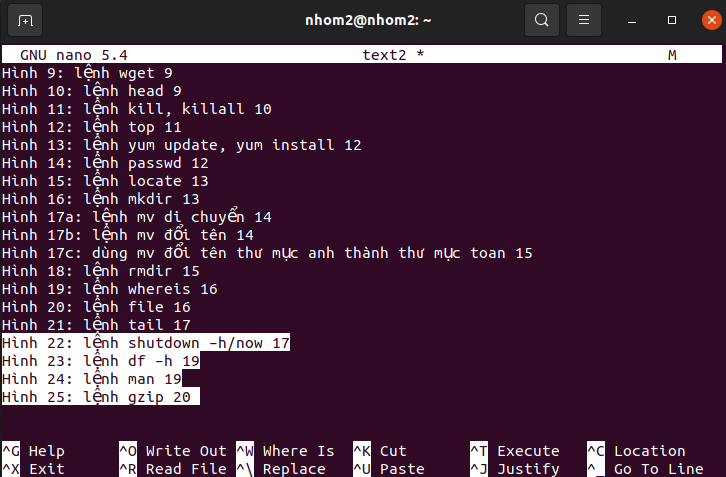 nhom2@nhom2: ~
GNU nano 5.4 text2 * M
Hình 9: lệnh wget 9
Hình 10: lệnh head 9
Hình 11: lệnh kill, killall 10
Hình 12: lệnh top 11
Hình 13: lệnh yum update, yum install 12
Hình 14: lệnh passwd 12
Hình 15: lệnh locate 13
Hình 16: lệnh mkdir 13
Hình 17a: lệnh mv di chuyển 14
Hình 17b: lệnh mv đổi tên 14
Hình 17c: dùng mv đổi tên thư mục anh thành thư mục toan 15
Hình 18: lệnh rmdir 15
Hình 19: lệnh whereis 16
Hình 20: lệnh file 16
Hình 21: lệnh tail 17
Hình 22: lệnh shutdown -h/now 17
Hình 23: lệnh df -h 19
Hình 24: lệnh man 19
Hình 25: lệnh gzip 20
^G Help ^O Write Out ^W Where Is ^K Cut ^T Execute ^C Location
^X Exit ^R Read File ^\ Replace ^U Paste ^J Justify ^_ Go To Line